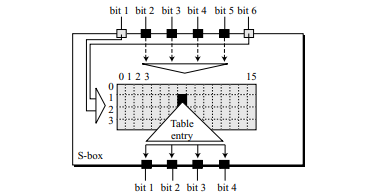 bit 1 bit 2 bit 3 bit 4 bit 5 bit 6
0 1 2 3 15
0
1
2
3
Table
entry
S-box
bit 1 bit 2 bit 3 bit 4